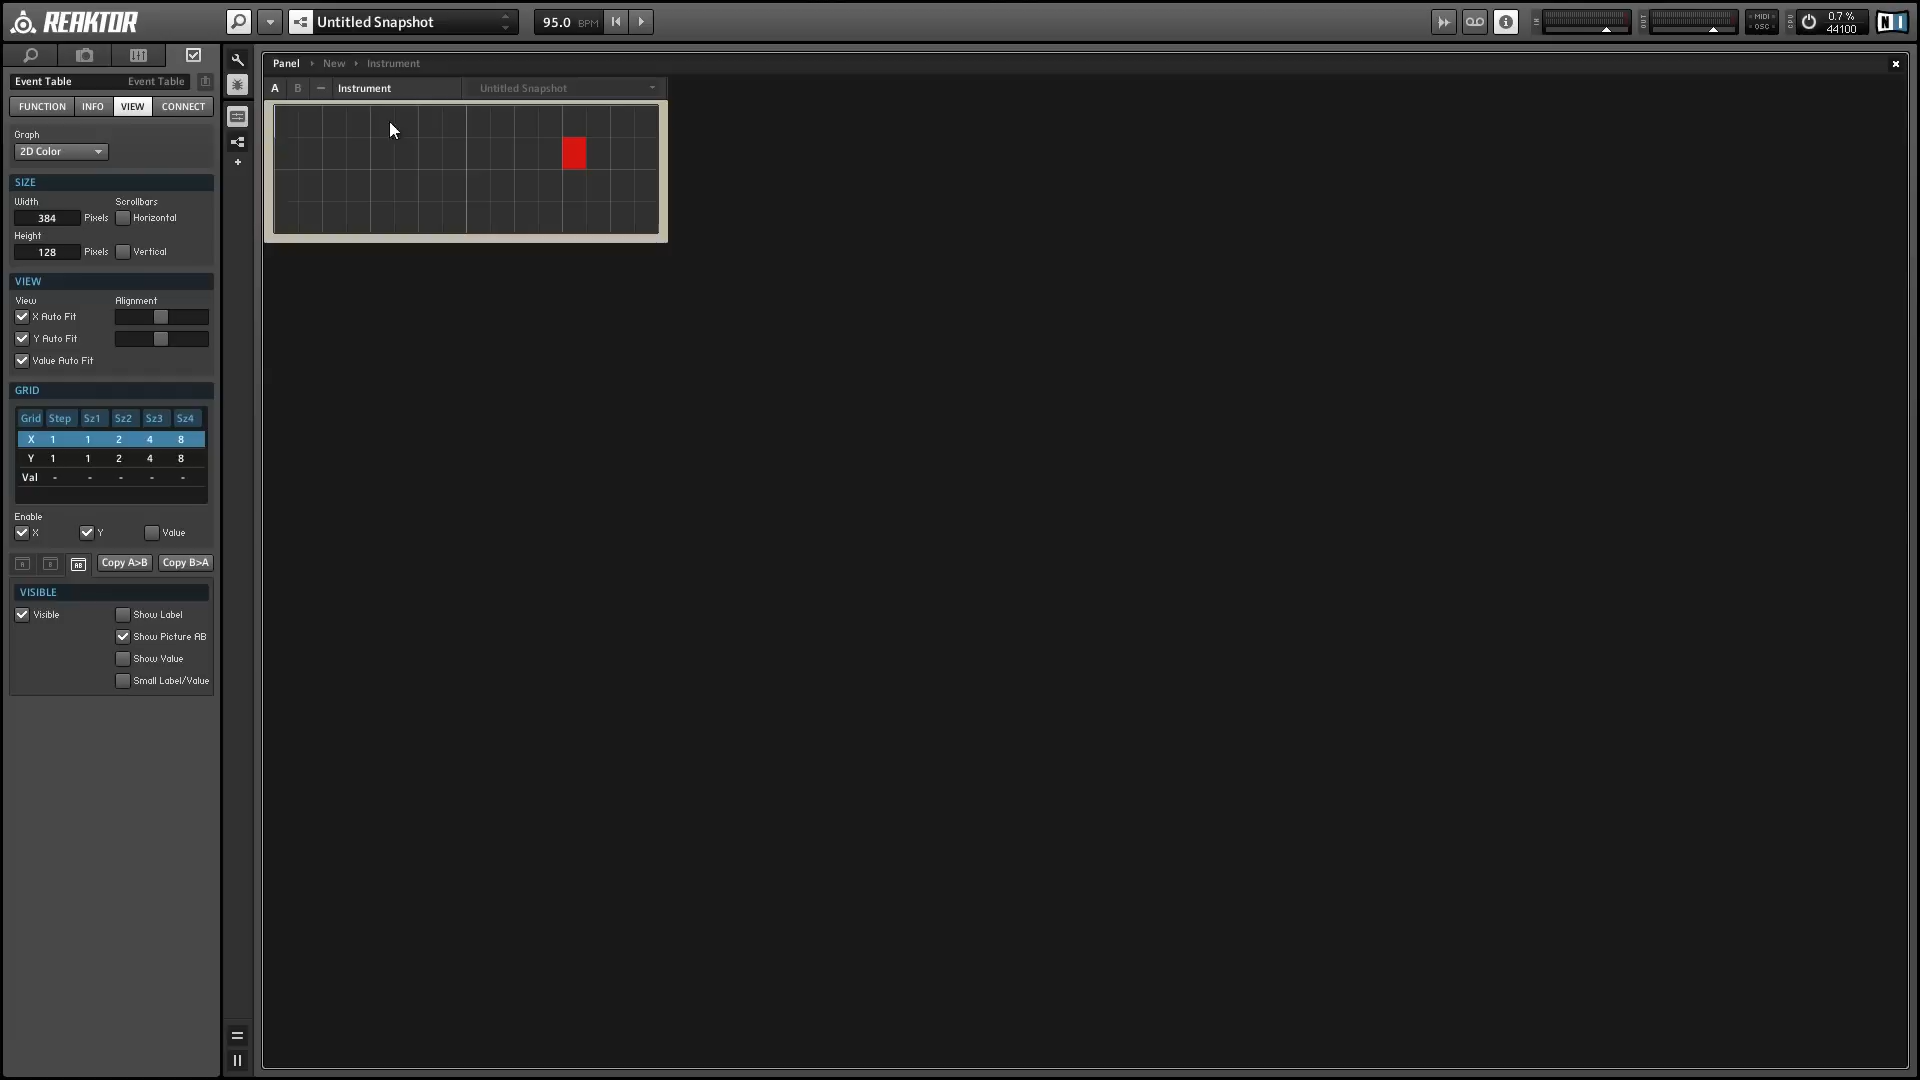 REAKTOR
Untitled Snapshot
95.0 BPM
MIDI
OSC
0.7 %
44100
Event Table Event Table
FUNCTION INFO VIEW CONNECT
Graph
2D Color
SIZE
Width Scrollbars
384 Pixels Horizontal
Height
128 Pixels Vertical
VIEW
View Alignment
X Auto Fit
Y Auto Fit
Value Auto Fit
GRID
Grid Step Sz1 Sz2 Sz3 Sz4
X 1 1 2 4 8
Y 1 1 2 4 8
Val - - - - -
Enable
X Y Value
A B AB Copy A>B Copy B>A
VISIBLE
Visible Show Label
Show Picture AB
Show Value
Small Label/Value
Panel New Instrument
A B Instrument Untitled Snapshot